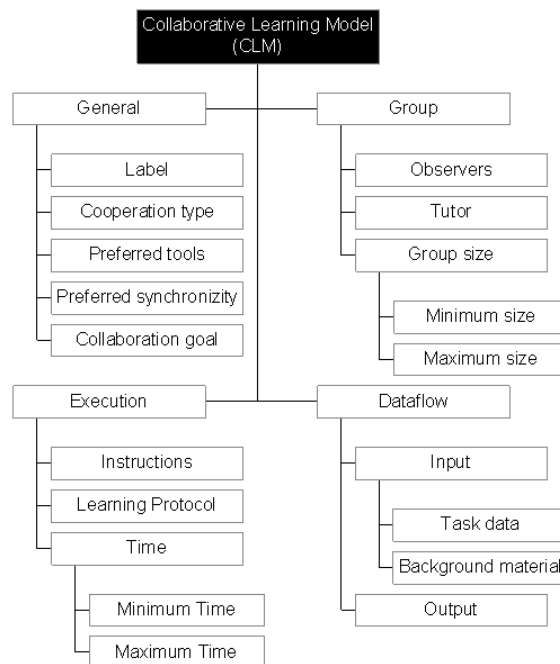 Collaborative Learning Model
(CLM)
General
Label
Cooperation type
Preferred tools
Preferred synchronizity
Collaboration goal
Group
Observers
Tutor
Group size
Minimum size
Maximum size
Execution
Instructions
Learning Protocol
Time
Minimum Time
Maximum Time
Dataflow
Input
Task data
Background material
Output